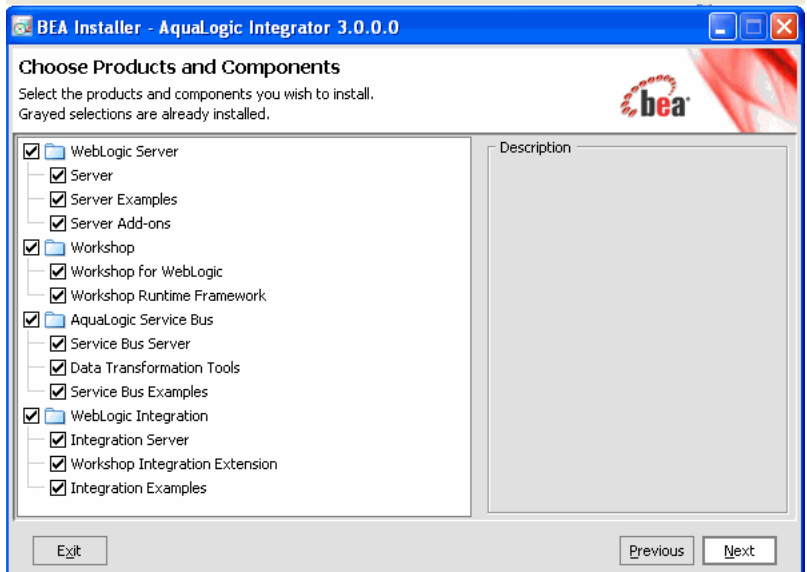 BEA Installer - AquaLogic Integrator 3.0.0.0
Choose Products and Components
Select the products and components you wish to install.
Grayed selections are already installed.
bea
WebLogic Server
Server
Server Examples
Server Add-ons
Workshop
Workshop for WebLogic
Workshop Runtime Framework
AquaLogic Service Bus
Service Bus Server
Data Transformation Tools
Service Bus Examples
WebLogic Integration
Integration Server
Workshop Integration Extension
Integration Examples
Description
Exit
Previous
Next